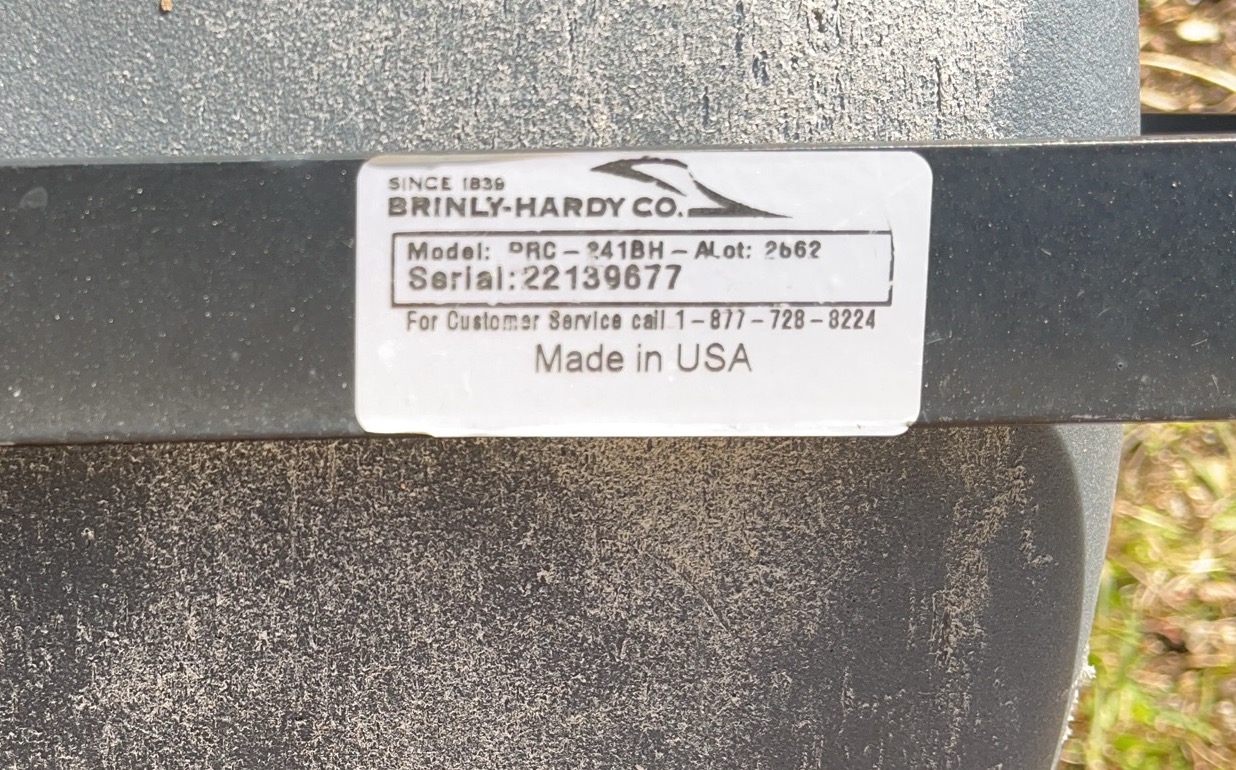 SINCE 1839
BRINLY-HARDY CO.
Model: PRC-241BH-A Lot: 2662
Serial:22139677
For Customer Service call 1-877-728-8224
Made in USA